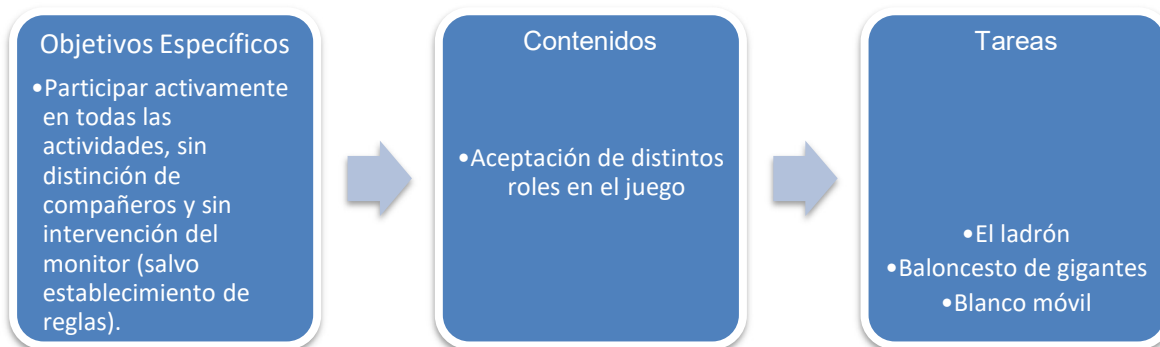 Objetivos Específicos
•Participar activamente
en todas las
actividades, sin
distinción de
compañeros y sin
intervención del
monitor (salvo
establecimiento de
reglas).
Contenidos
•Aceptación de distintos
roles en el juego
Tareas
•El ladrón
•Baloncesto de gigantes
•Blanco móvil